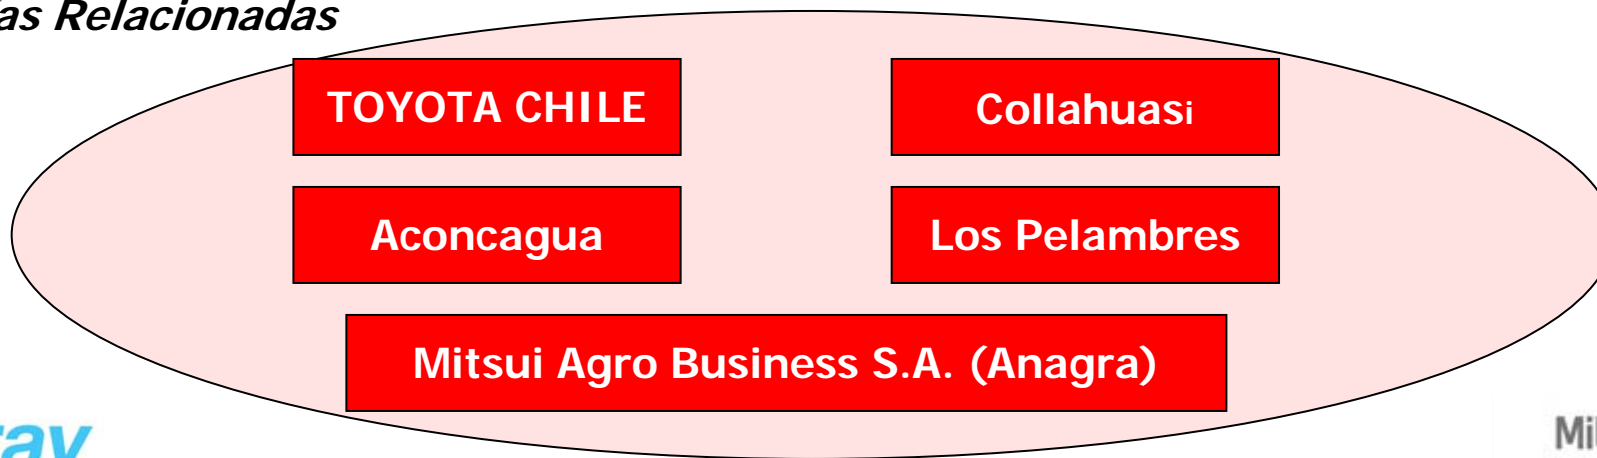 as Relacionadas
TOYOTA CHILE
Collahuasi
Aconcagua
Los Pelambres
Mitsui Agro Business S.A. (Anagra)